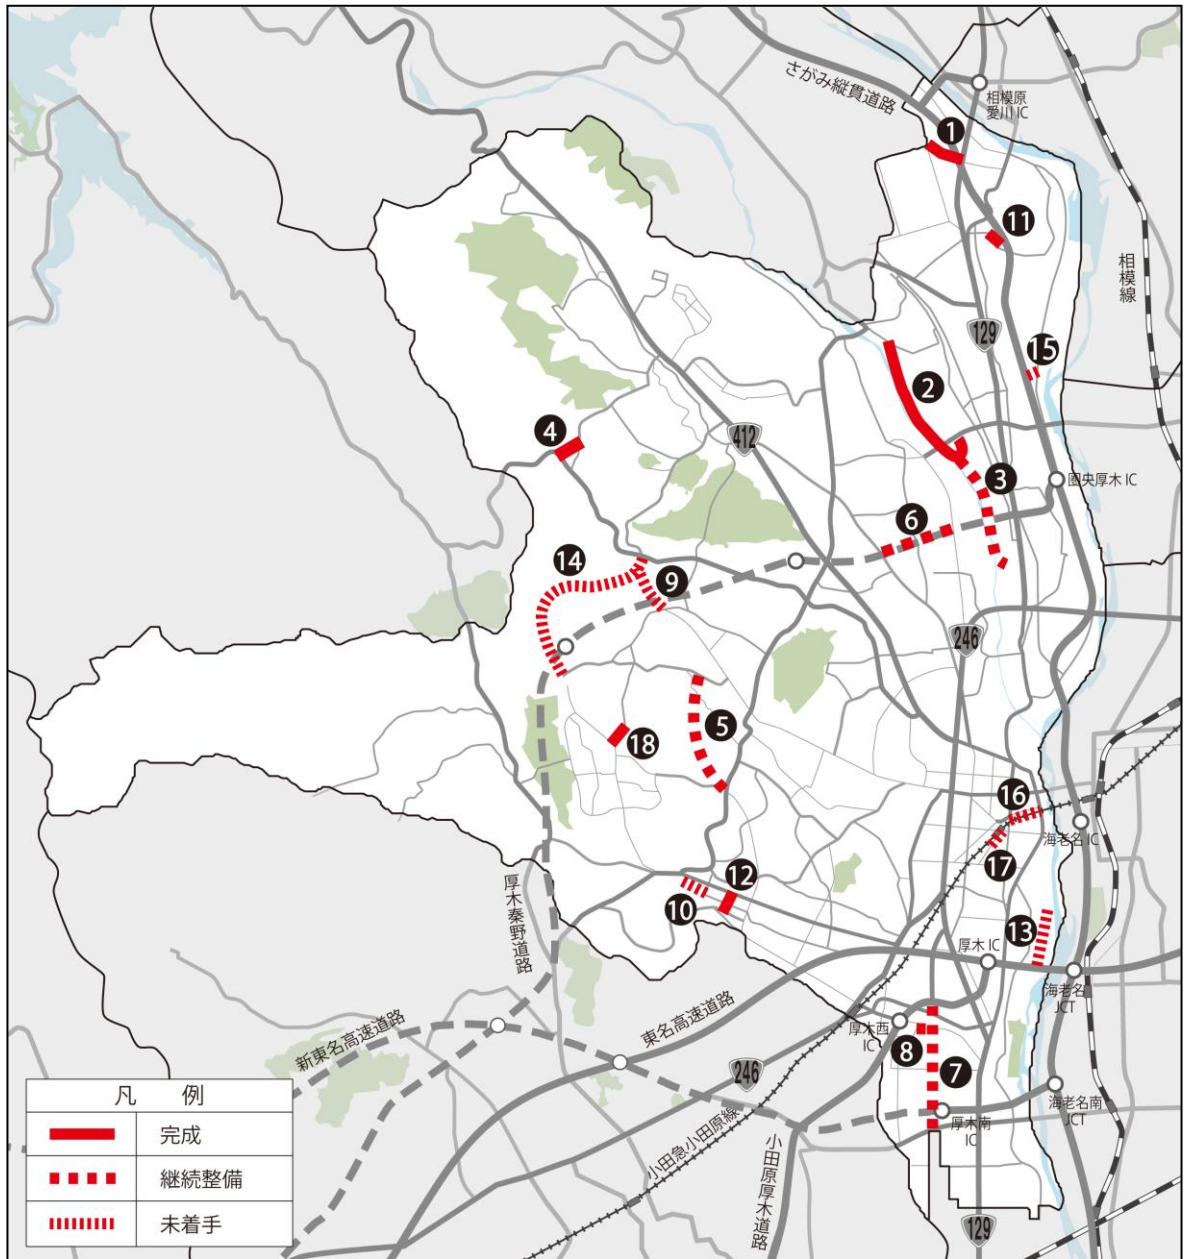 さがみ縦貫道路
相模原
愛川 IC
1
11
相模線
129
15
2
412
4
3
圏央厚木 IC
6
14
9
246
5
18
16
海老名 IC
17
12
10
厚木秦野道路
13
厚木 IC
海老名
JCT
東名高速道路
新東名高速道路
厚木西
IC
8
7
246
海老名南
JCT
厚木南
IC
小田急小田原線
小田原厚木道路
129
凡 例
完成
継続整備
未着手